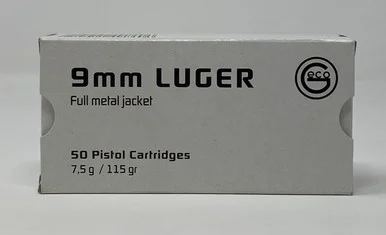 9mm LUGER
Full metal jacket
Geco
50 Pistol Cartridges
7,5 g / 115 gr